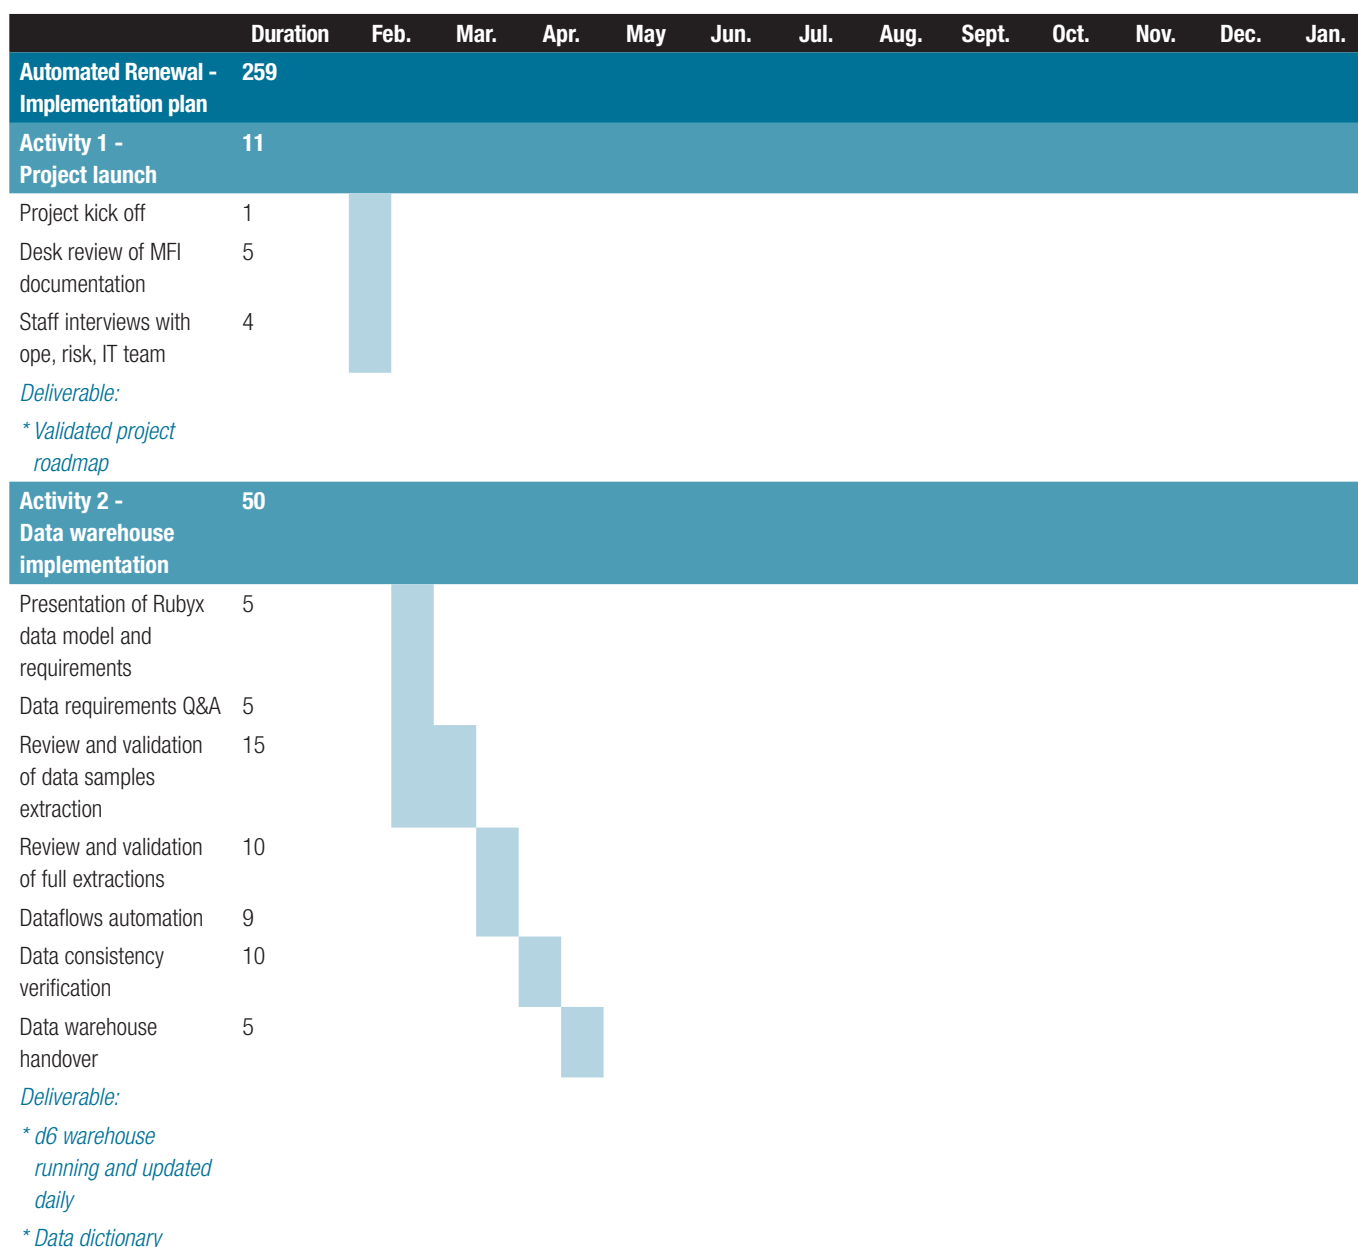 Duration Feb. Mar. Apr. May Jun. Jul. Aug. Sept. Oct. Nov. Dec. Jan.
Automated Renewal - 259
Implementation plan
Activity 1 - 11
Project launch
Project kick off 1
Desk review of MFI 5
documentation
Staff interviews with 4
ope, risk, IT team
Deliverable:
* Validated project
roadmap
Activity 2 - 50
Data warehouse
implementation
Presentation of Rubyx 5
data model and
requirements
Data requirements Q&A 5
Review and validation 15
of data samples
extraction
Review and validation 10
of full extractions
Dataflows automation 9
Data consistency 10
verification
Data warehouse 5
handover
Deliverable:
* d6 warehouse
running and updated
daily
* Data dictionary